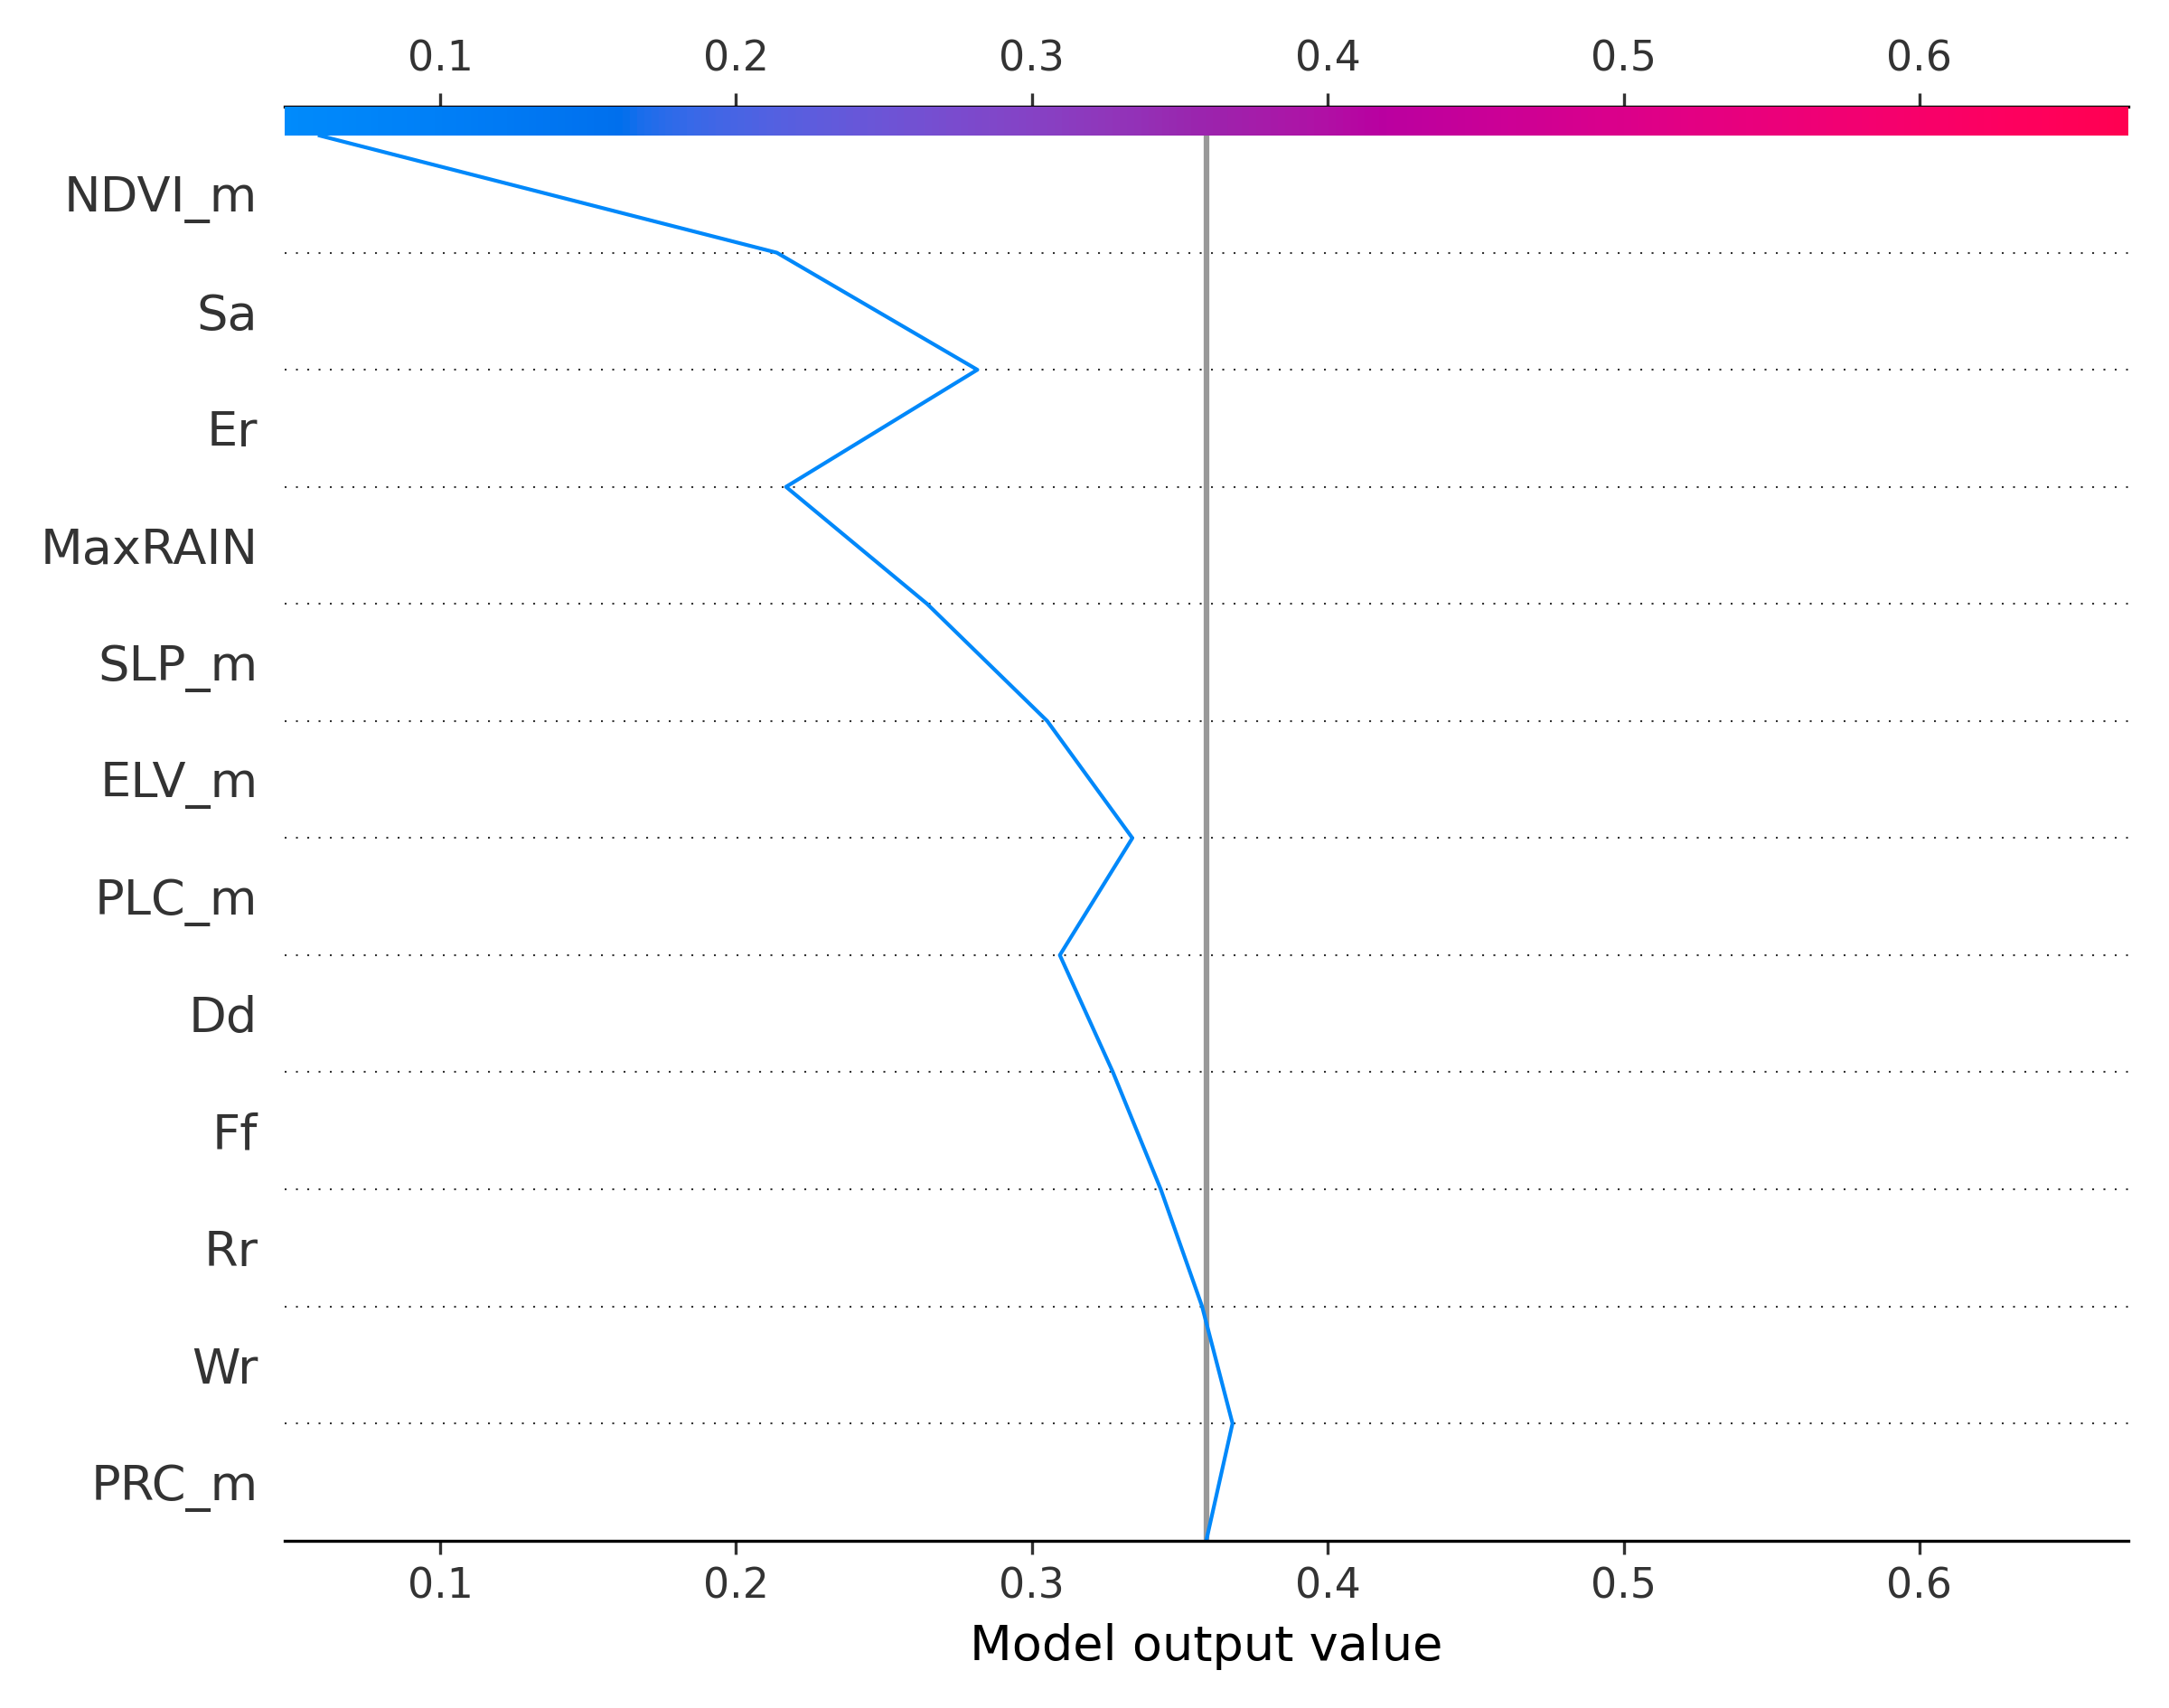 0.1 0.2 0.3 0.4 0.5 0.6
NDVI_m
Sa
Er
MaxRAIN
SLP_m
ELV_m
PLC_m
Dd
Ff
Rr
Wr
PRC_m
0.1 0.2 0.3 0.4 0.5 0.6
Model output value